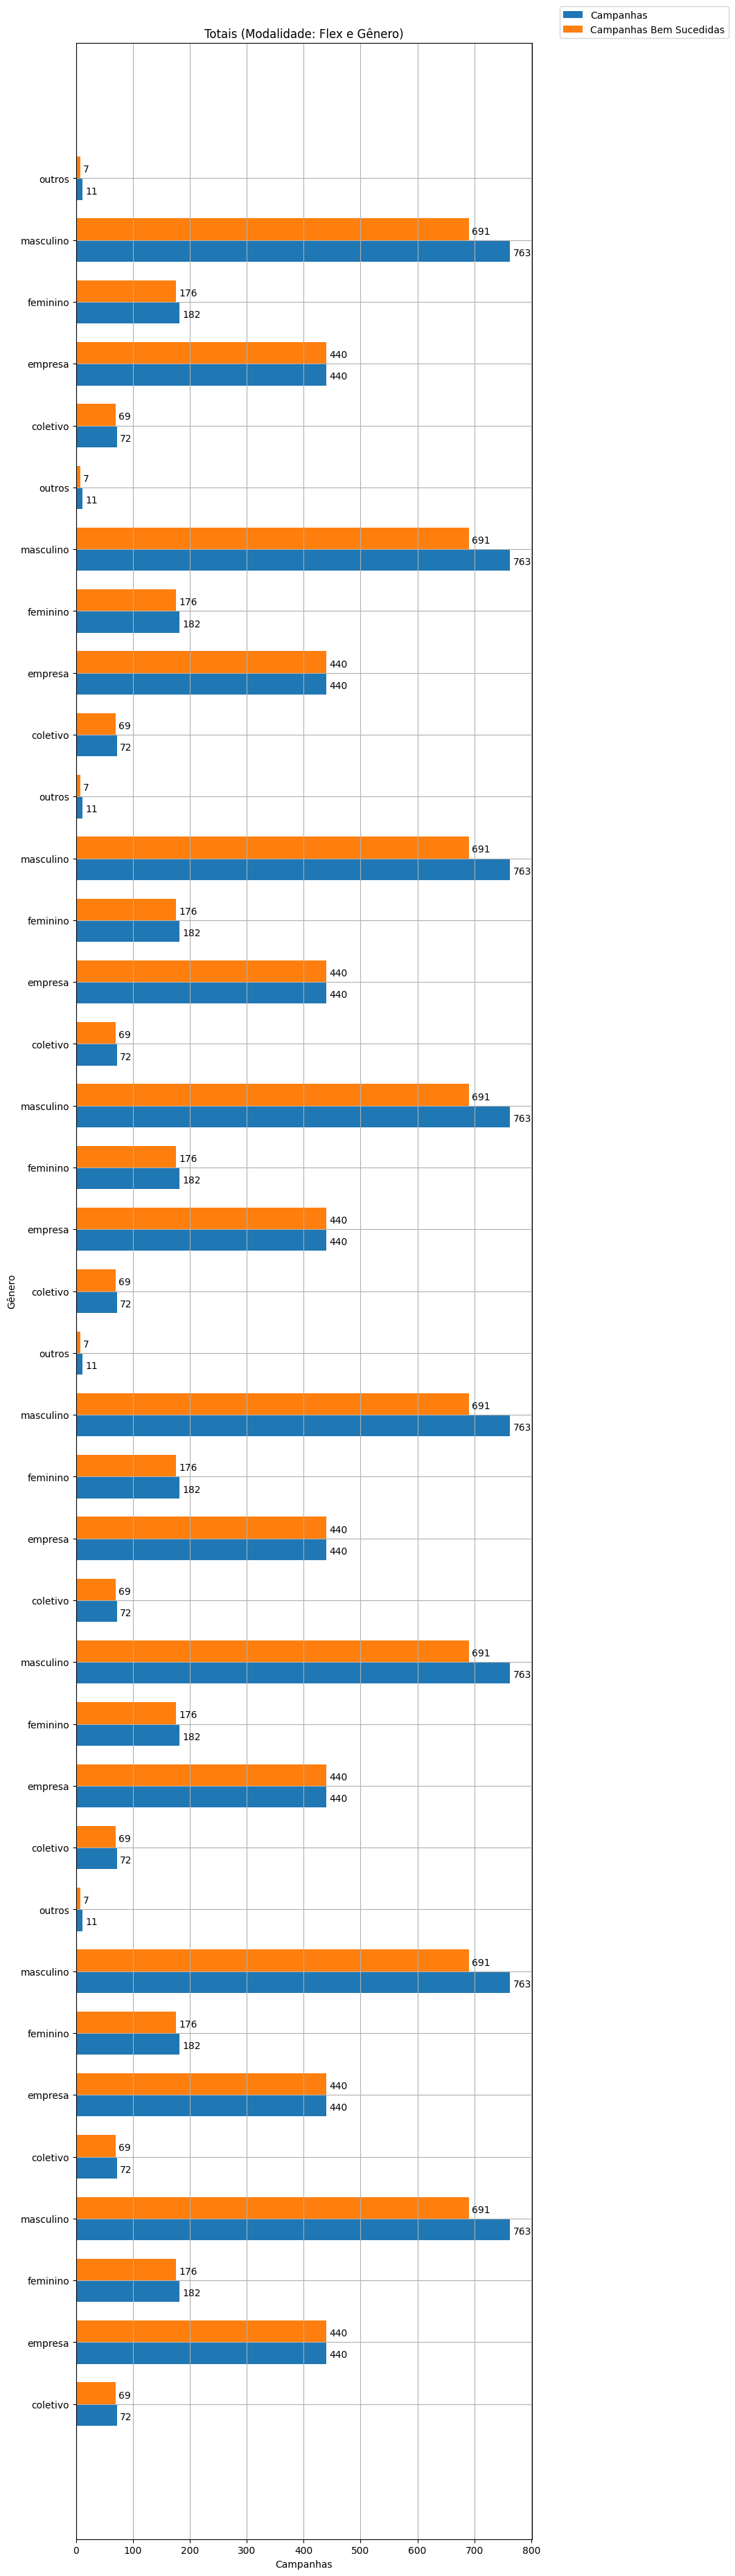 Campanhas
Campanhas Bem Sucedidas
Totais (Modalidade: Flex e Gênero)
7
outros
11
691
masculino
763
176
feminino
182
440
empresa
440
69
coletivo
72
7
outros
11
691
masculino
763
176
feminino
182
440
empresa
440
69
coletivo
72
7
outros
11
691
masculino
763
176
feminino
182
440
empresa
440
69
coletivo
72
691
masculino
763
176
feminino
182
440
empresa
440
69
coletivo
72
Gênero
7
outros
11
691
masculino
763
176
feminino
182
440
empresa
440
69
coletivo
72
691
masculino
763
176
feminino
182
440
empresa
440
69
coletivo
72
7
outros
11
691
masculino
763
176
feminino
182
440
empresa
440
69
coletivo
72
691
masculino
763
176
feminino
182
440
empresa
440
69
coletivo
72
0 100 200 300 400 500 600 700 800
Campanhas